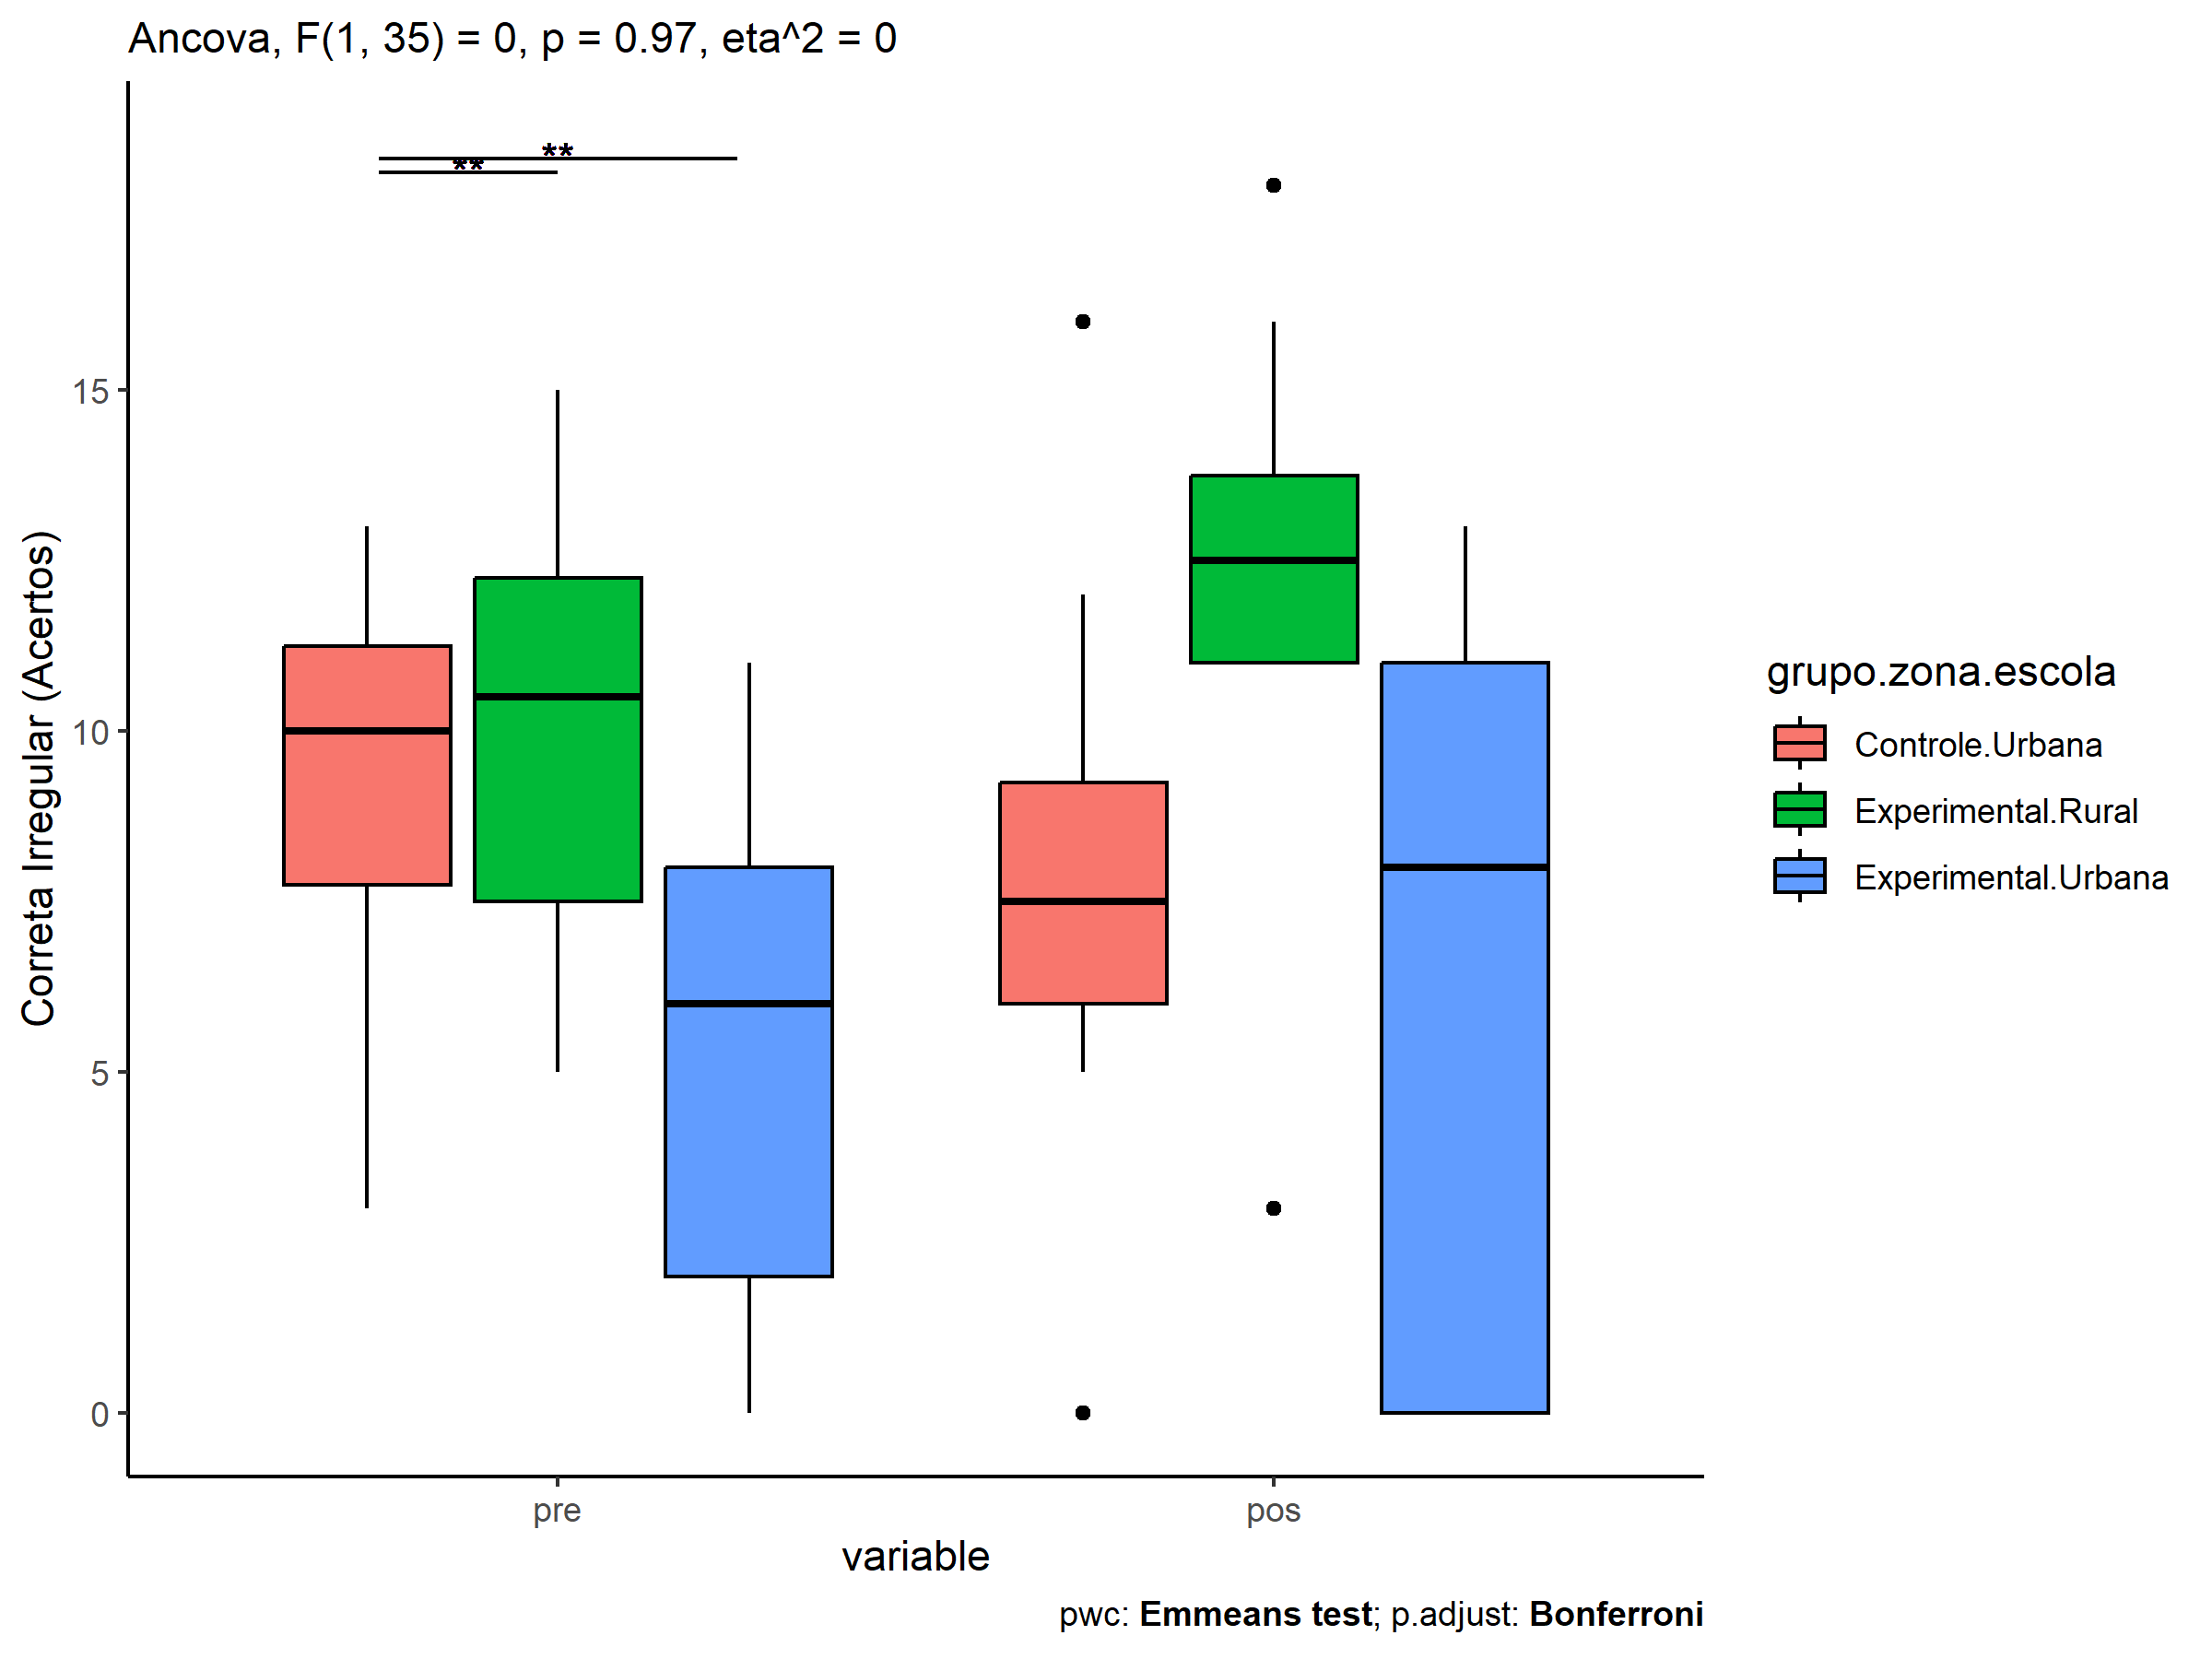 Ancova, F(1, 35) = 0, p = 0.97, eta^2 = 0
**
**
Correta Irregular (Acertos)
15
10
5
0
pre
pos
variable
grupo.zona.escola
Controle.Urbana
Experimental.Rural
Experimental.Urbana
pwc: Emmeans test; p.adjust: Bonferroni